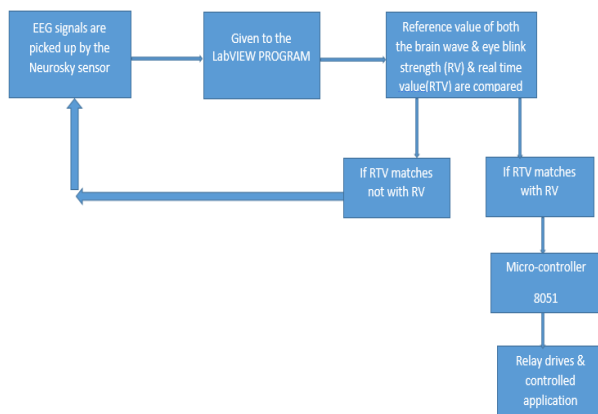 EEG signals are
picked up by the
Neurosky sensor
Given to the
LabVIEW PROGRAM
Reference value of both
the brain wave & eye blink
strength (RV) & real time
value(RTV) are compared
If RTV matches
not with RV
If RTV matches
with RV
Micro-controller
8051
Relay drives &
controlled
application